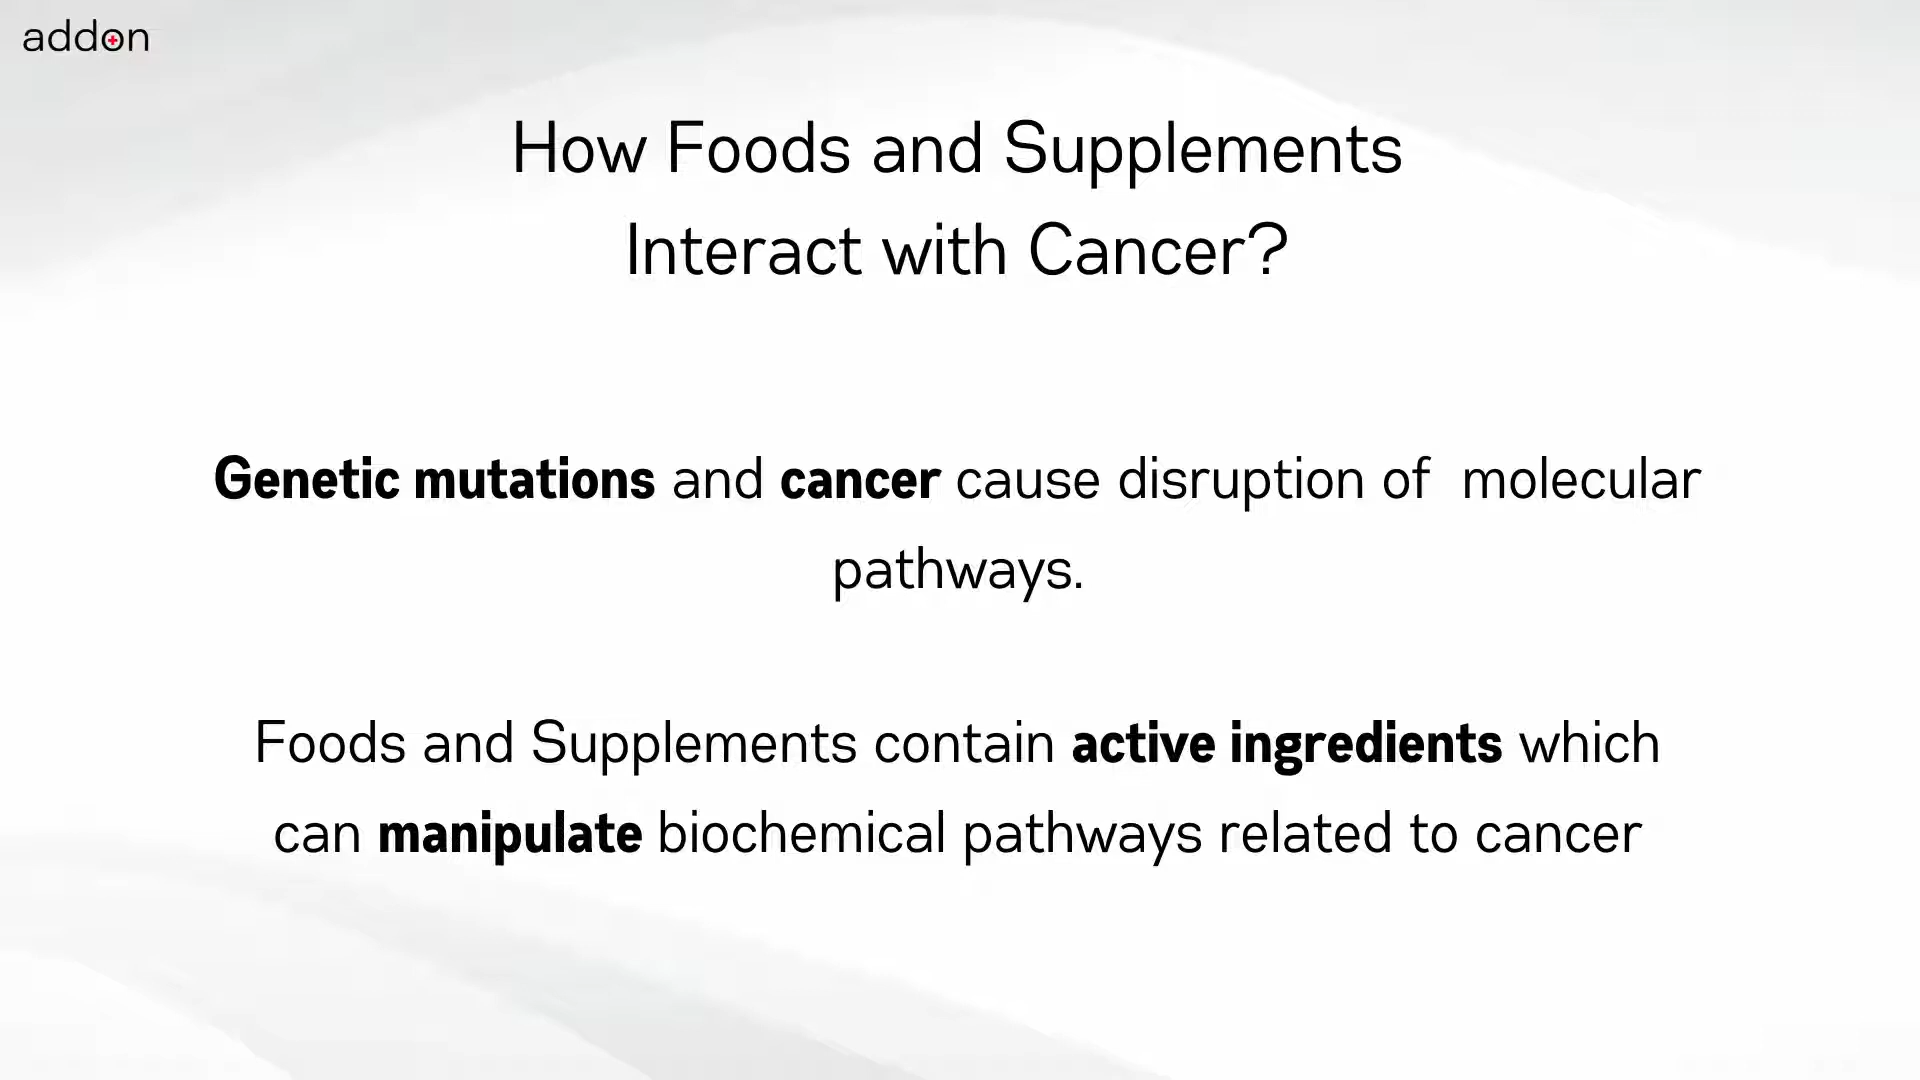 addon
How Foods and Supplements
Interact with Cancer?
Genetic mutations and cancer cause disruption of  molecular
pathways.
Foods and Supplements contain active ingredients which
can manipulate biochemical pathways related to cancer